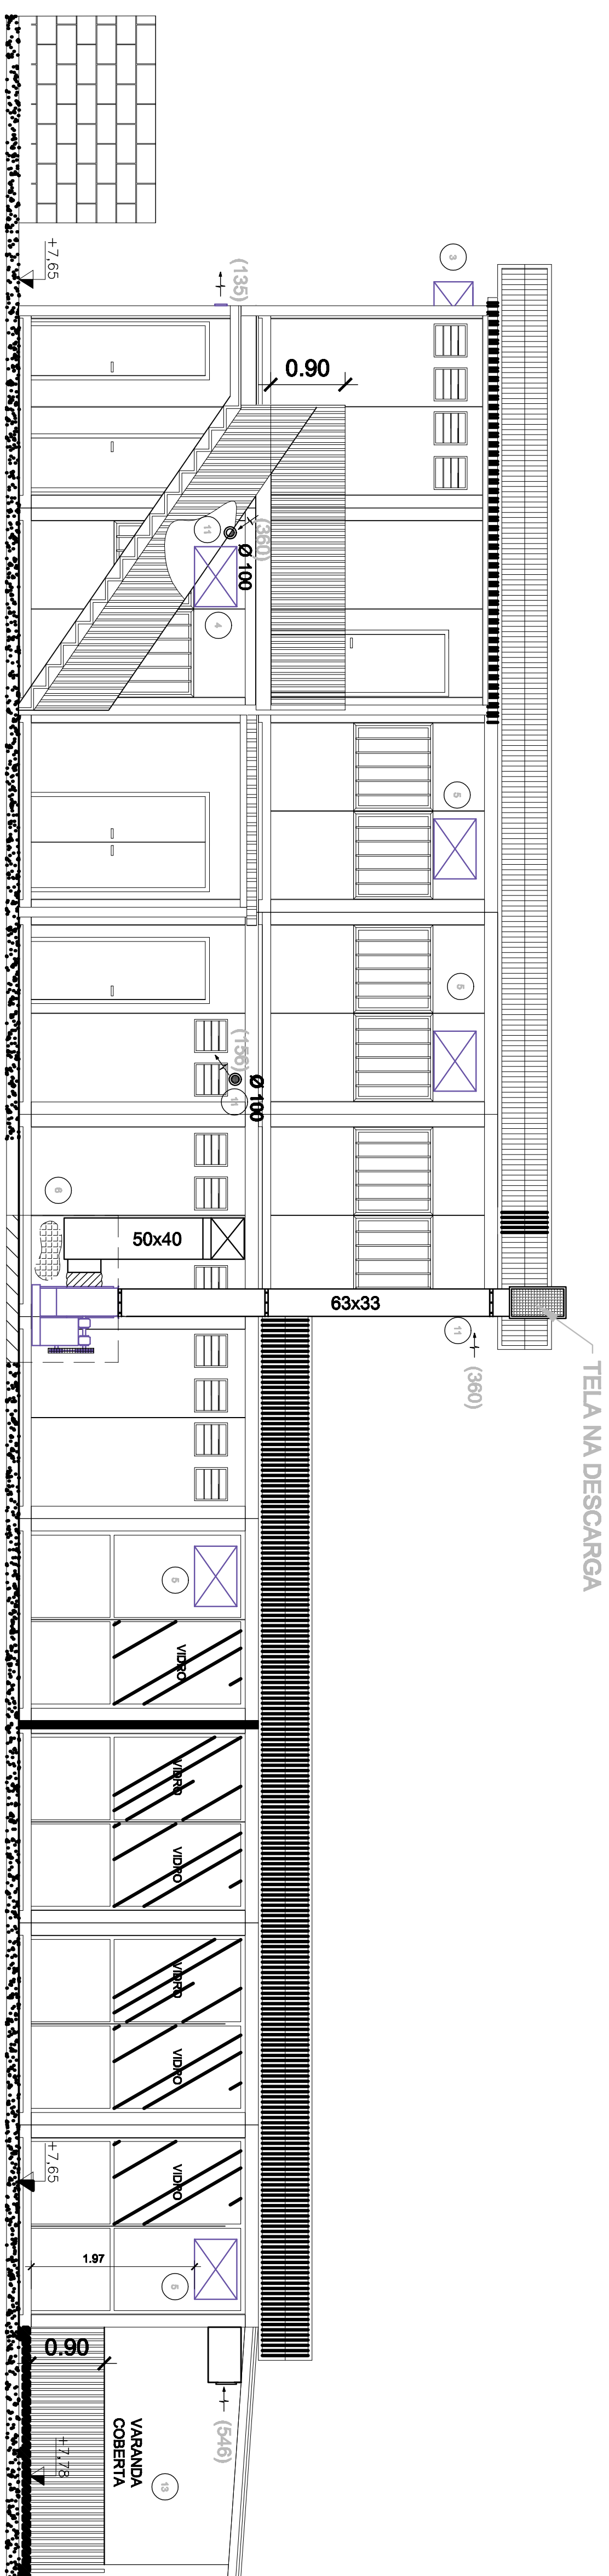 +7,65
(135)
3
0.90
(360)
11
Ø 100
4
5
5
(156)
Ø 100
11
6
50x40
63x33
11
(360)
TELA NA DESCARGA
5
VIDRO
VIDRO
VIDRO
VIDRO
VIDRO
+7,65
VIDRO
1.97
5
0.90
(546)
VARANDA
COBERTA
+7,78
13